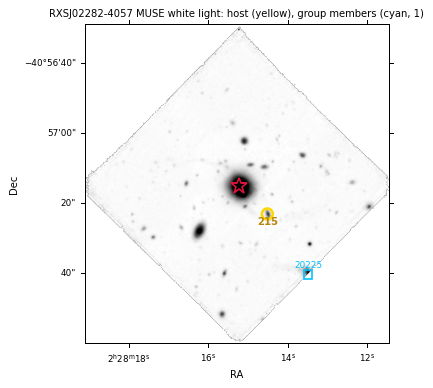 RXSJ02282-4057 MUSE white light: host (yellow), group members (cyan, 1)
−40°56'40"
57'00"
20"
40"
Dec
215
20225
2ʰ28ᵐ18ˢ
16ˢ
14ˢ
12ˢ
RA